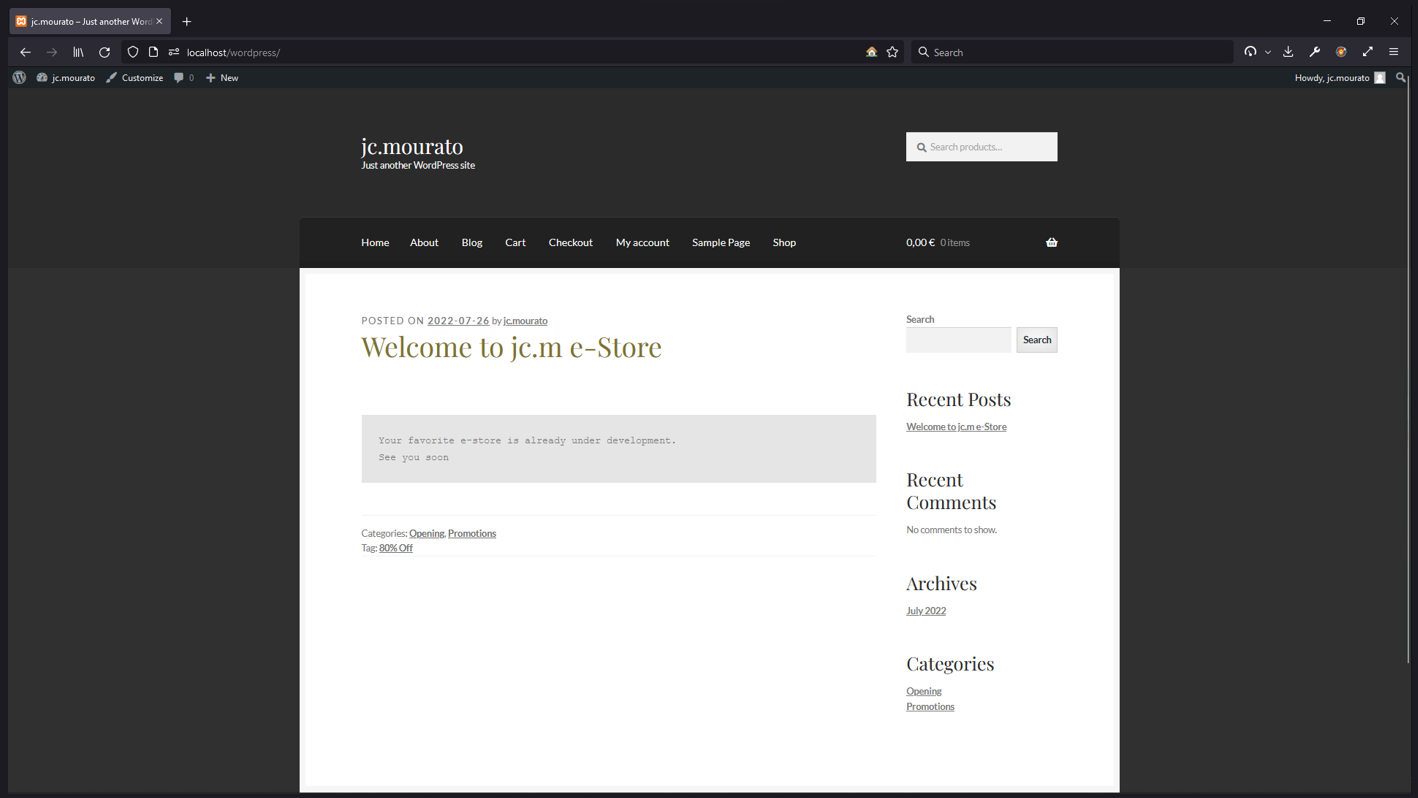 jc.mourato – Just another Word
localhost/wordpress/
Search
jc.mourato
Customize
0
New
Howdy, jc.mourato
jc.mourato
Just another WordPress site
Search products…
Home About Blog Cart Checkout My account Sample Page Shop
0,00 € 0 items
POSTED ON 2022-07-26 by jc.mourato
Welcome to jc.m e-Store
Your favorite e-store is already under development.
See you soon
Categories: Opening, Promotions
Tag: 80% Off
Search
Search
Recent Posts
Welcome to jc.m e-Store
Recent
Comments
No comments to show.
Archives
July 2022
Categories
Opening
Promotions